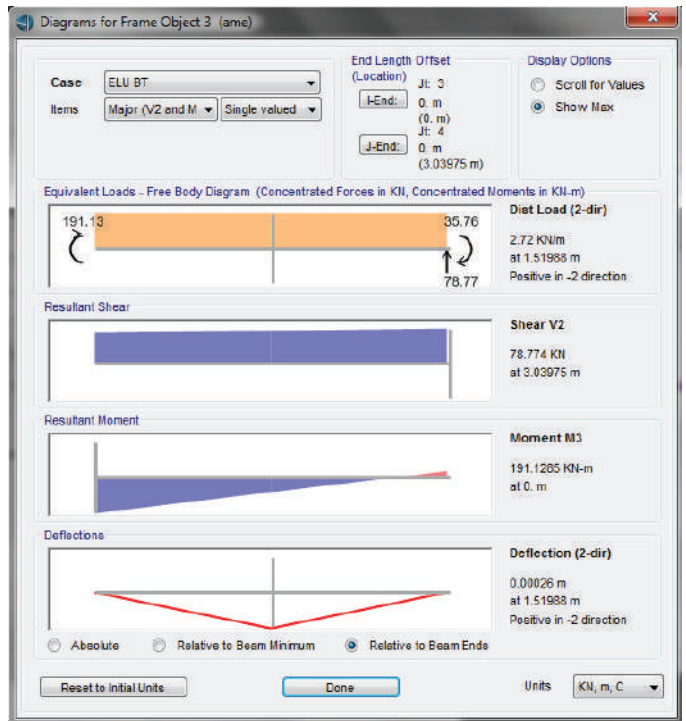 Diagrams for Frame Object 3 (ame)
End Length Offset
(Location)
Display Options
Case
ELU BT
Items
Major (V2 and M
Single valued
Jt: 3
I-End:
0. m
(0. m)
Jt: 4
J-End:
0. m
(3.03975 m)
Scroll for Values
Show Max
Equivalent Loads - Free Body Diagram (Concentrated Forces in KN, Concentrated Moments in KN-m)
191.13
35.76
78.77
Dist Load (2-dir)
2.72 KN/m
at 1.51988 m
Positive in -2 direction
Resultant Shear
Shear V2
78.774 KN
at 3.03975 m
Resultant Moment
Moment M3
191.1285 KN-m
at 0. m
Deflections
Deflection (2-dir)
0.00026 m
at 1.51988 m
Positive in -2 direction
Absolute
Relative to Beam Minimum
Relative to Beam Ends
Reset to Initial Units
Done
Units
KN, m, C